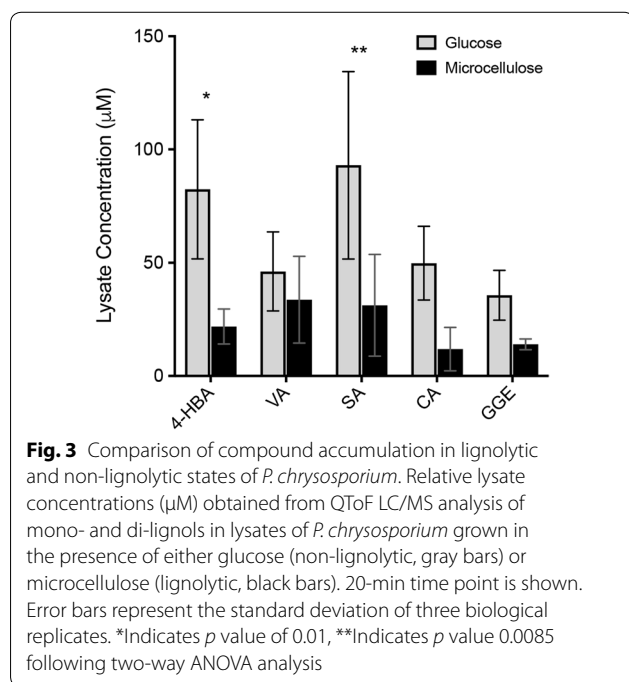 150
100
50
0
Lysate Concentration (μM)
*
**
Glucose
Microcellulose
4-HBA
VA
SA
CA
GGE
Fig. 3 Comparison of compound accumulation in lignolytic
and non-lignolytic states of P. chrysosporium. Relative lysate
concentrations (μM) obtained from QToF LC/MS analysis of
mono- and di-lignols in lysates of P. chrysosporium grown in
the presence of either glucose (non-lignolytic, gray bars) or
microcellulose (lignolytic, black bars). 20-min time point is shown.
Error bars represent the standard deviation of three biological
replicates. *Indicates p value of 0.01, **Indicates p value 0.0085
following two-way ANOVA analysis